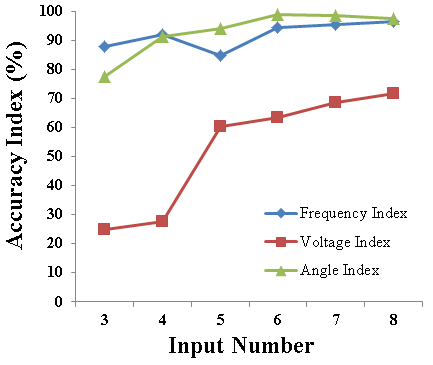 Accuracy Index (%)
100
90
80
70
60
50
40
30
20
10
0
Frequency Index
Voltage Index
Angle Index
3 4 5 6 7 8
Input Number